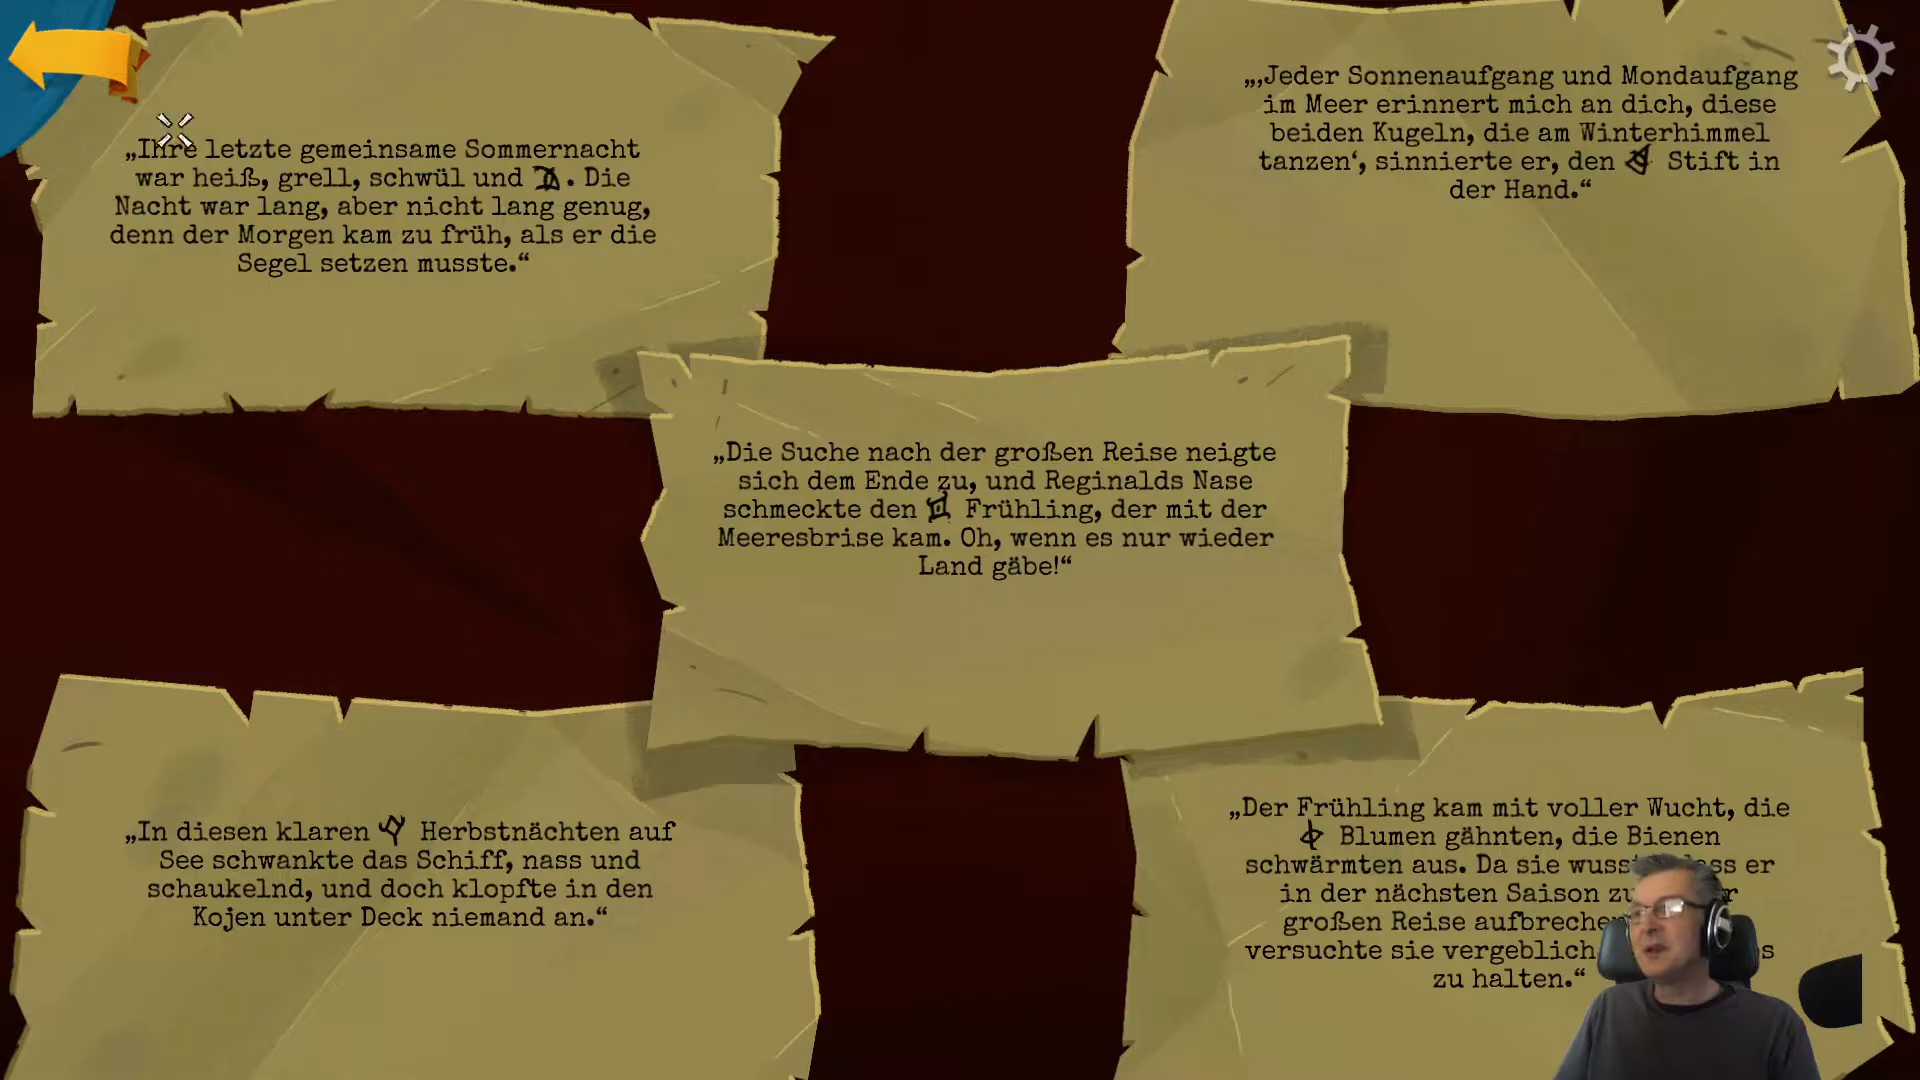 „Ihre letzte gemeinsame Sommernacht
war heiß, grell, schwül und . Die
Nacht war lang, aber nicht lang genug,
denn der Morgen kam zu früh, als er die
Segel setzen musste.“
„‚Jeder Sonnenaufgang und Mondaufgang
im Meer erinnert mich an dich, diese
beiden Kugeln, die am Winterhimmel
tanzen‘, sinnierte er, den Stift in
der Hand.“
„Die Suche nach der großen Reise neigte
sich dem Ende zu, und Reginalds Nase
schmeckte den Frühling, der mit der
Meeresbrise kam. Oh, wenn es nur wieder
Land gäbe!“
„In diesen klaren Herbstnächten auf
See schwankte das Schiff, nass und
schaukelnd, und doch klopfte in den
Kojen unter Deck niemand an.“
„Der Frühling kam mit voller Wucht, die
Blumen gähnten, die Bienen
schwärmten aus. Da sie er
in der nächsten Saison
großen Reise
versuchte sie vergeblich
zu halten.“